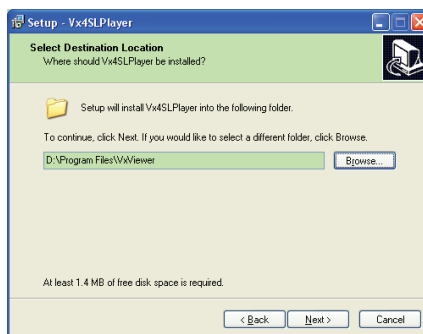 Setup - Vx4SLPlayer
Select Destination Location
Where should Vx4SLPlayer be installed?
Setup will install Vx4SLPlayer into the following folder.
To continue, click Next. If you would like to select a different folder, click Browse.
D:\Program Files\VxViewer
Browse...
At least 1.4 MB of free disk space is required.
< Back Next > Cancel